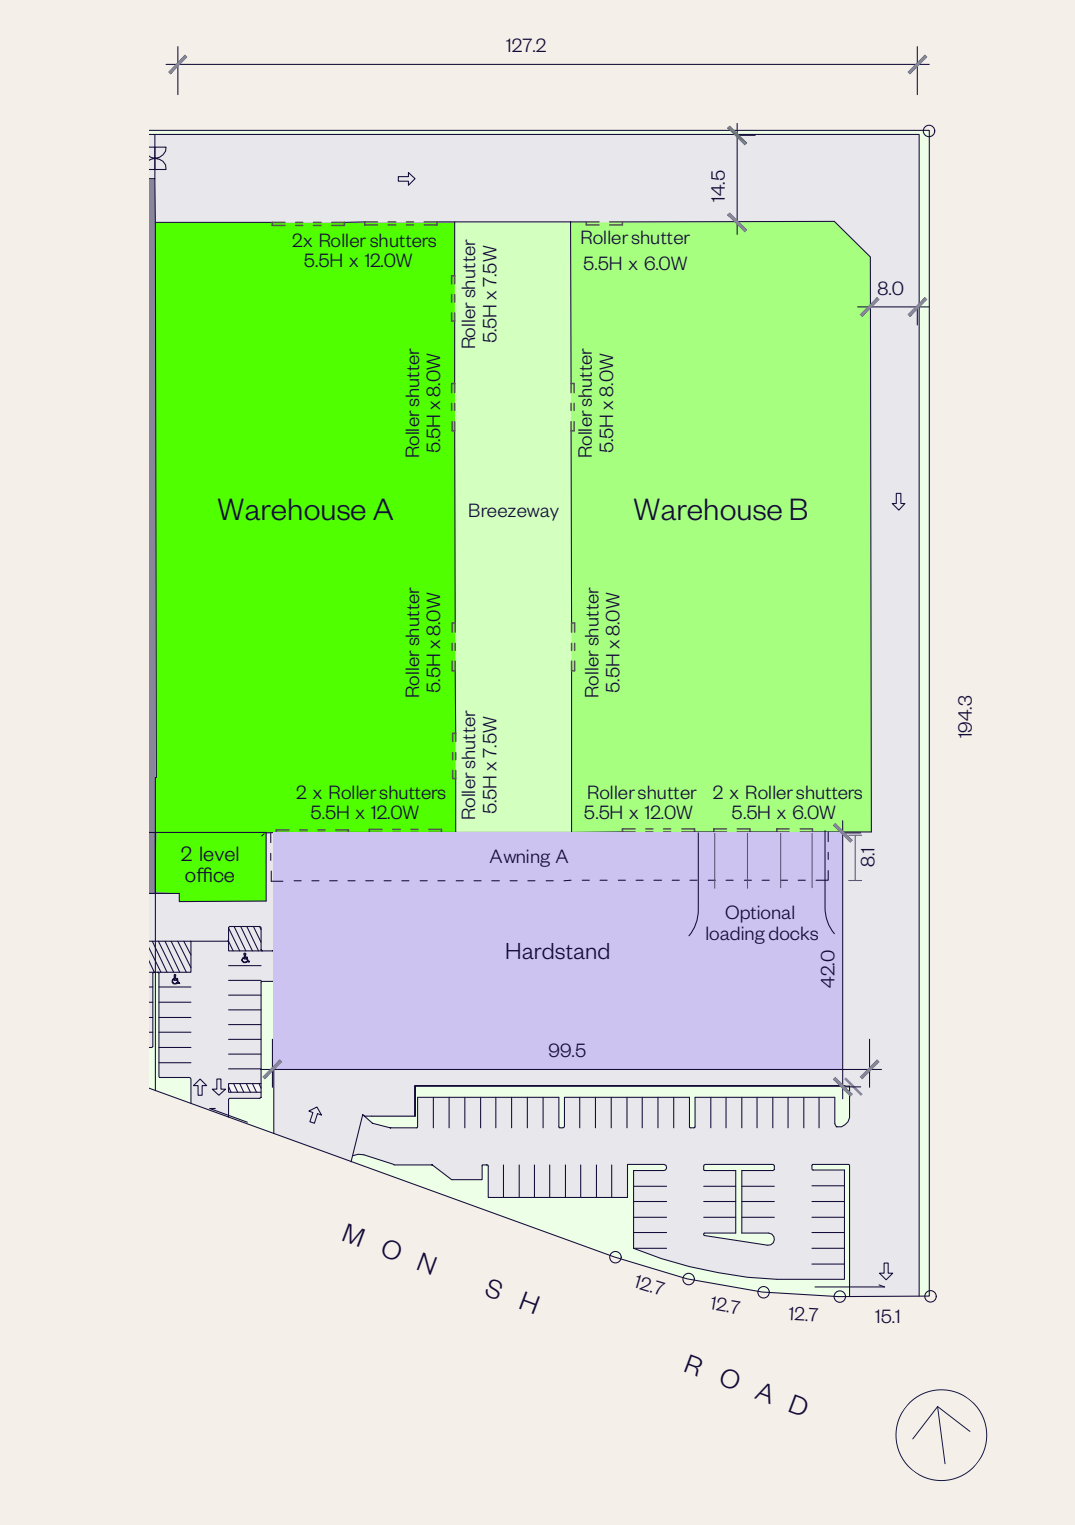 127.2
14.5
2x Roller shutters
5.5H x 12.0W
Roller shutter
5.5H x 7.5W
Roller shutter
5.5H x 6.0W
8.0
Roller shutter
5.5H x 8.0W
Roller shutter
5.5H x 8.0W
Warehouse A
Breezeway
Warehouse B
Roller shutter
5.5H x 8.0W
Roller shutter
5.5H x 8.0W
194.3
Roller shutter
5.5H x 7.5W
2 x Roller shutters
5.5H x 12.0W
Roller shutter
5.5H x 12.0W
2 x Roller shutters
5.5H x 6.0W
2 level
office
Awning A
8.1
Optional
loading docks
Hardstand
42.0
99.5
MON SH
ROAD
12.7
12.7
12.7
15.1